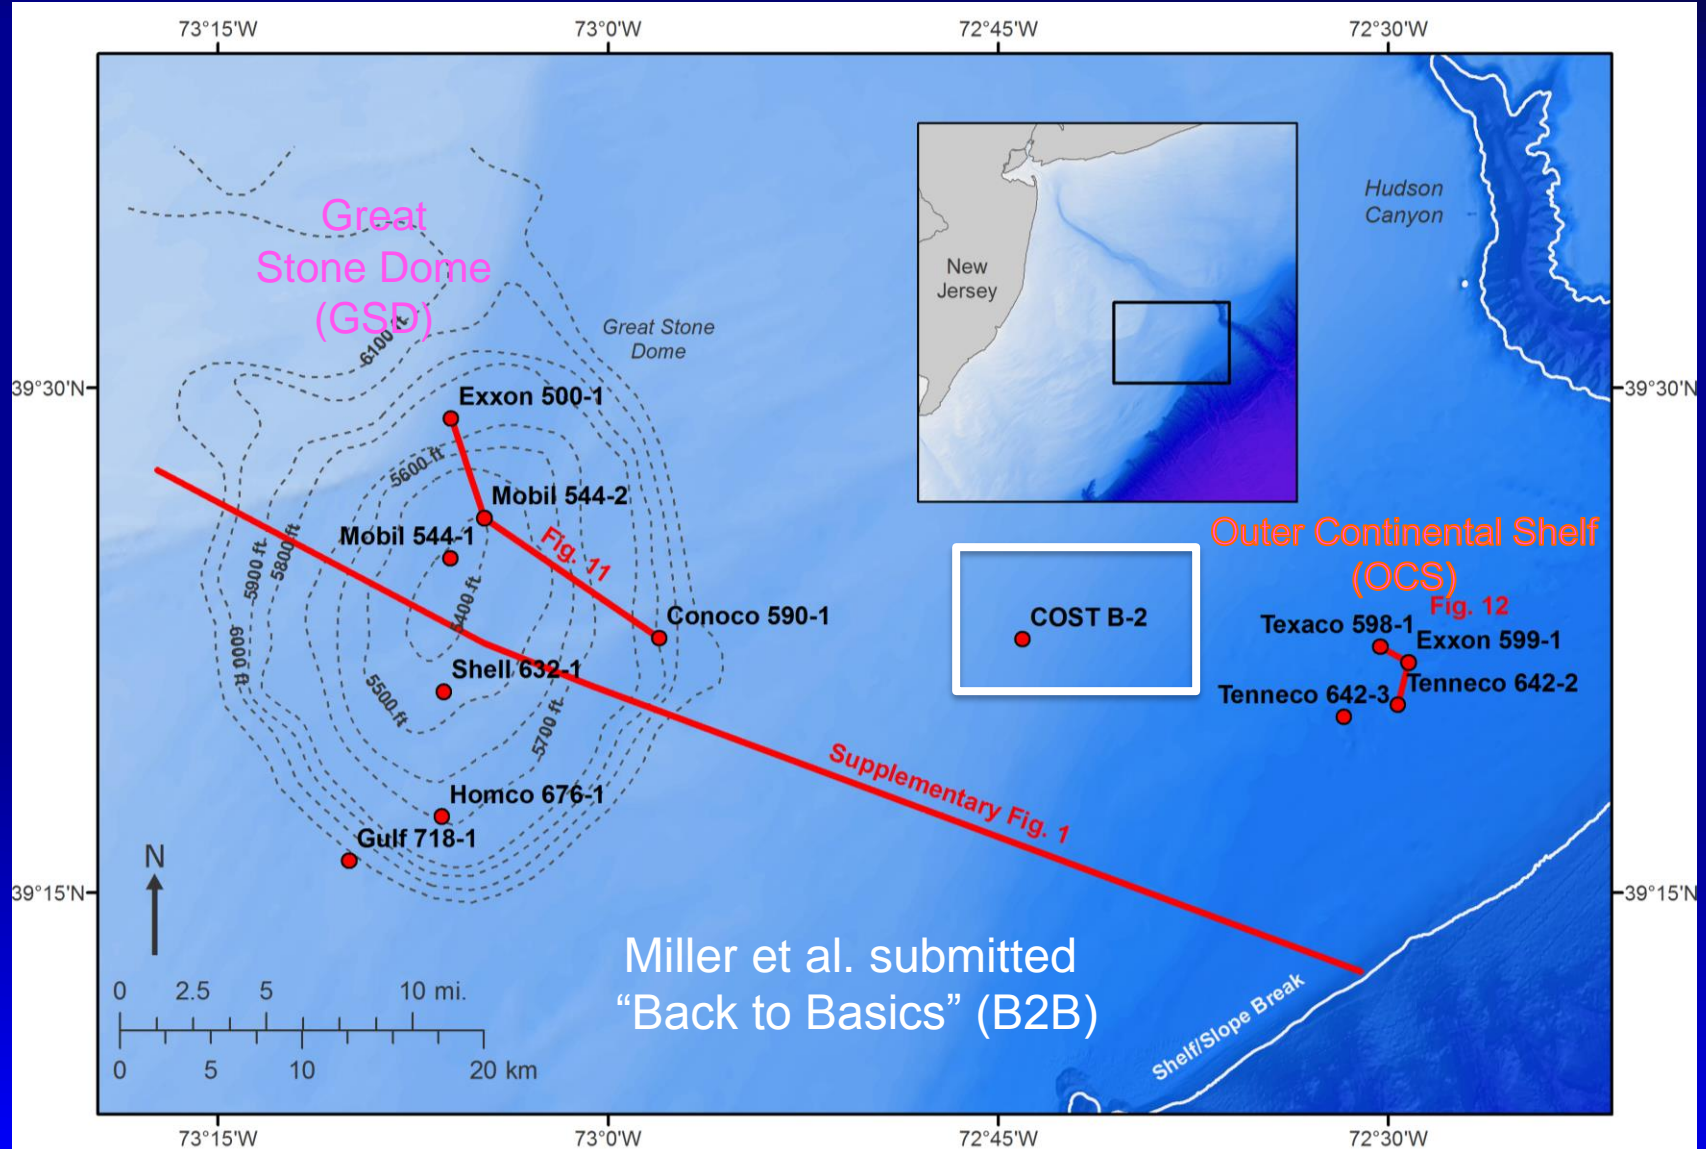 73°15'W
73°0'W
72°45'W
72°30'W
Hudson
Canyon
New
Jersey
Great
Stone Dome
(GSD)
6100 ft
Great Stone
Dome
39°30'N
39°30'N
Exxon 500-1
5600 ft
Mobil 544-2
Mobil 544-1
Fig. 11
Outer Continental Shelf
(OCS)
5900 ft
5800 ft
5400 ft
Fig. 12
Conoco 590-1
COST B-2
Texaco 598-1
Exxon 599-1
6000 ft
Shell 632-1
Tenneco 642-2
Tenneco 642-3
5500 ft
5700 ft
Supplementary Fig. 1
Homco 676-1
Gulf 718-1
N
39°15'N
39°15'N
Miller et al. submitted
“Back to Basics” (B2B)
0 2.5 5 10 mi.
0 5 10 20 km
Shelf/Slope Break
73°15'W
73°0'W
72°45'W
72°30'W